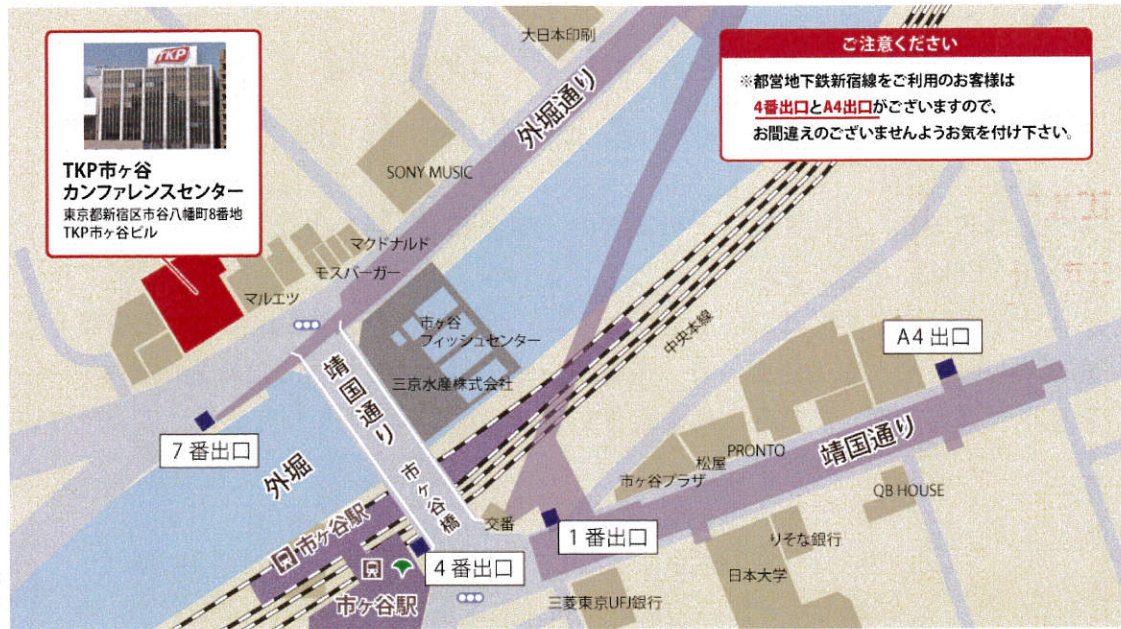 大日本印刷
TKP
TKP市ヶ谷
カンファレンスセンター
東京都新宿区市谷八幡町8番地
TKP市ヶ谷ビル
ご注意ください
※都営地下鉄新宿線をご利用のお客様は
4番出口とA4出口がございますので、
お間違えのございませんようお気を付け下さい。
外堀通り
SONY MUSIC
マクドナルド
モスバーガー
マルエツ
市ヶ谷
フィッシュセンター
三京水産株式会社
中央本線
A4 出口
靖国通り
7 番出口
外堀
市ヶ谷橋
靖国通り
PRONTO
松屋
市ヶ谷プラザ
QB HOUSE
交番
1 番出口
りそな銀行
日本大学
市ヶ谷駅
4 番出口
市ヶ谷駅
三菱東京UFJ銀行